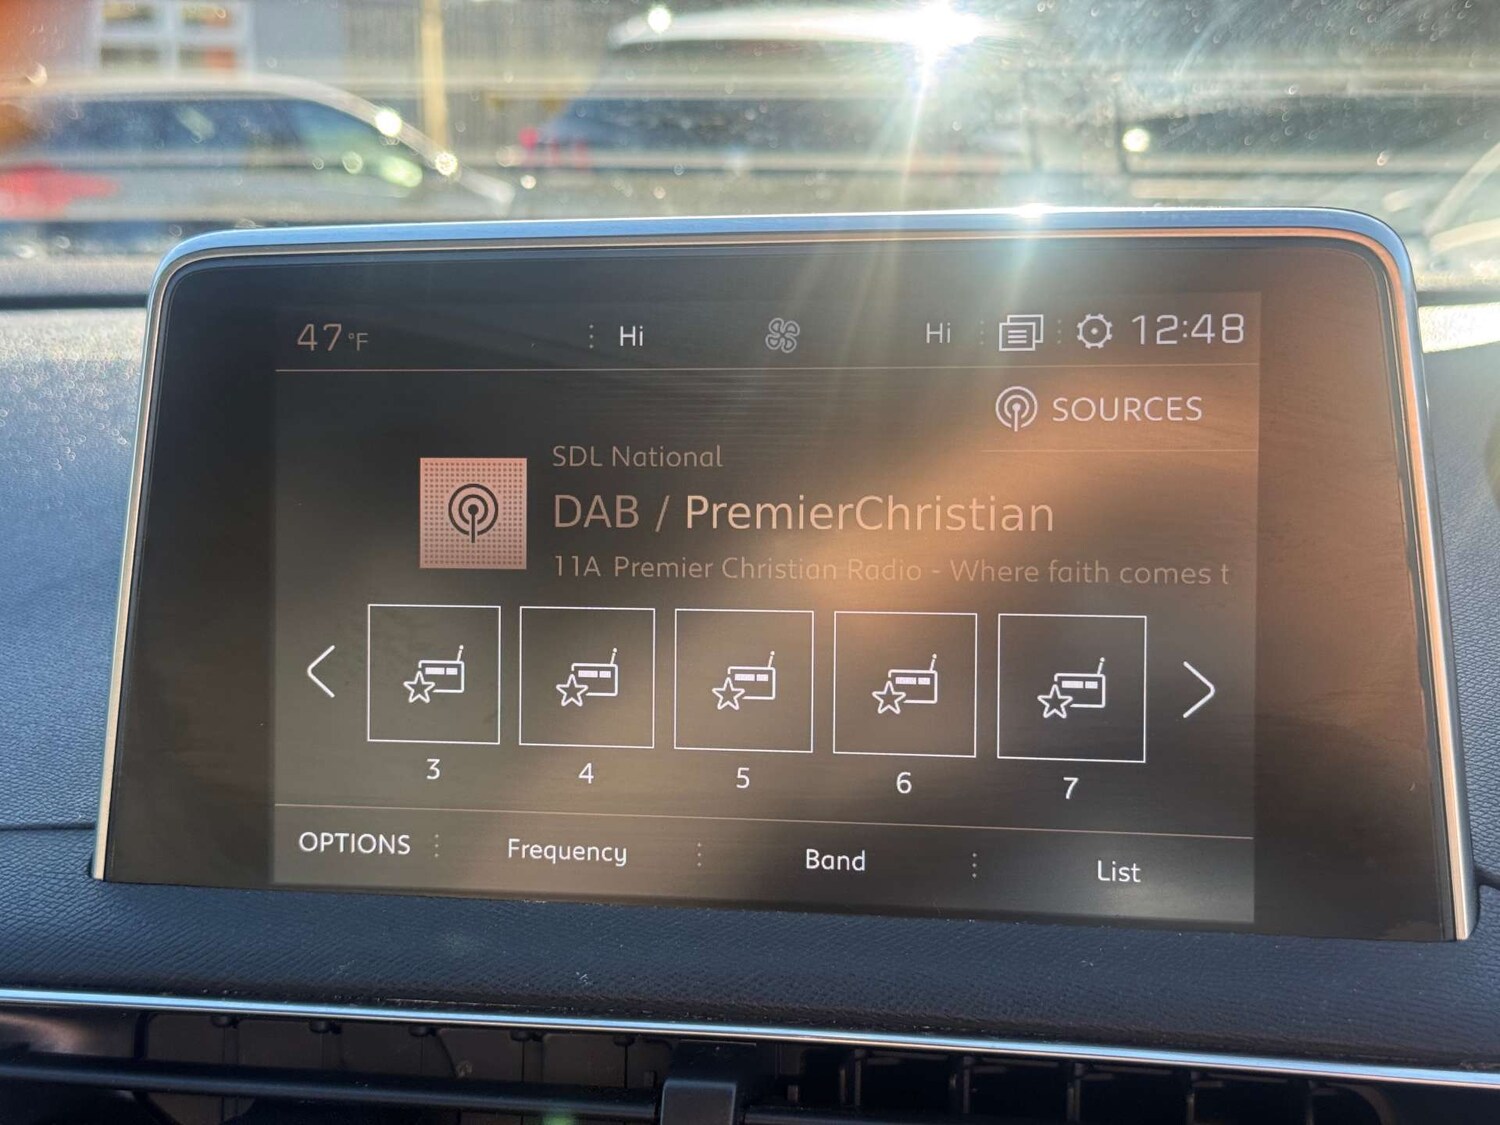 47°F Hi Hi 12:48
SOURCES
SDL National
DAB / PremierChristian
11A Premier Christian Radio - Where faith comes t
3 4 5 6 7
OPTIONS Frequency Band List